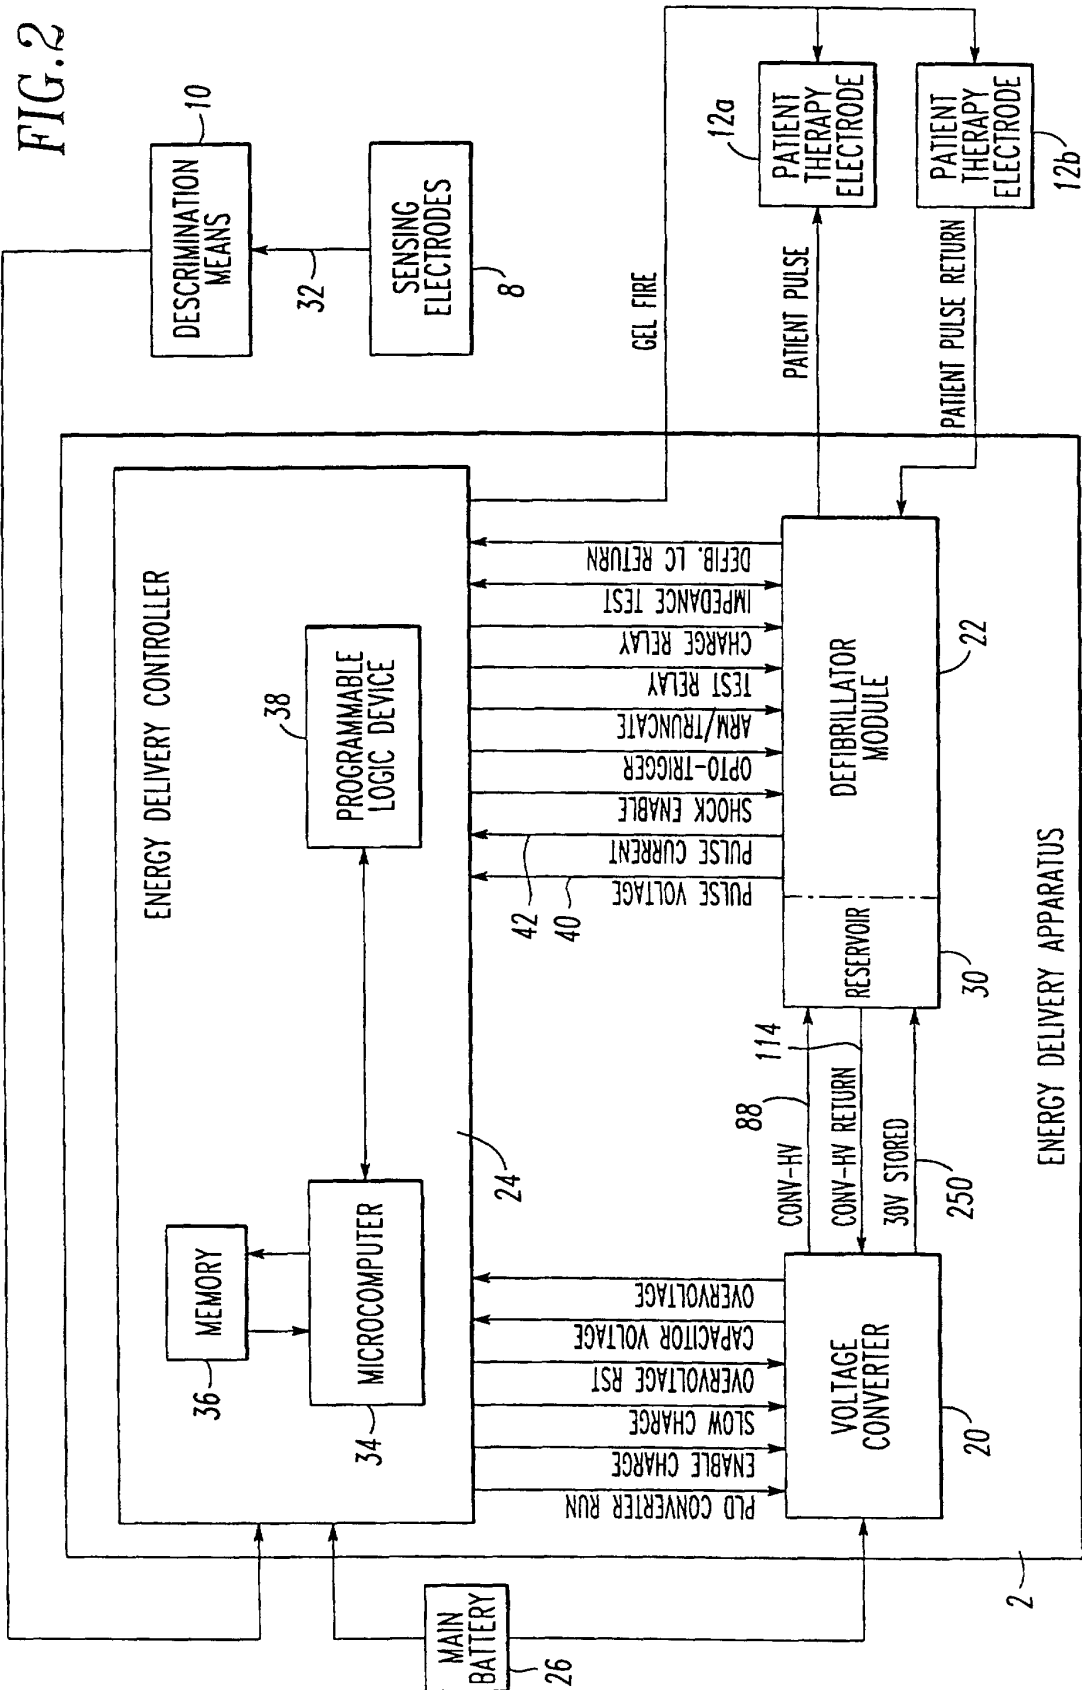 FIG.2
DESCRIMINATION
MEANS
10
32
SENSING
ELECTRODES
8
ENERGY DELIVERY CONTROLLER
MEMORY
36
MICROCOMPUTER
34
PROGRAMMABLE
LOGIC DEVICE
38
24
MAIN
BATTERY
26
PLD CONVERTER RUN
ENABLE CHARGE
SLOW CHARGE
OVERVOLTAGE RST
CAPACITOR VOLTAGE
OVERVOLTAGE
PULSE VOLTAGE
40
PULSE CURRENT
42
SHOCK ENABLE
OPTO-TRIGGER
ARM/TRUNCATE
TEST RELAY
CHARGE RELAY
IMPEDANCE TEST
DEFIB. LC RETURN
GEL FIRE
VOLTAGE
CONVERTER
20
CONV-HV
88
CONV-HV RETURN
114
30V STORED
250
RESERVOIR
30
DEFIBRILLATOR
MODULE
22
PATIENT PULSE
PATIENT PULSE RETURN
PATIENT
THERAPY
ELECTRODE
12a
PATIENT
THERAPY
ELECTRODE
12b
ENERGY DELIVERY APPARATUS
2